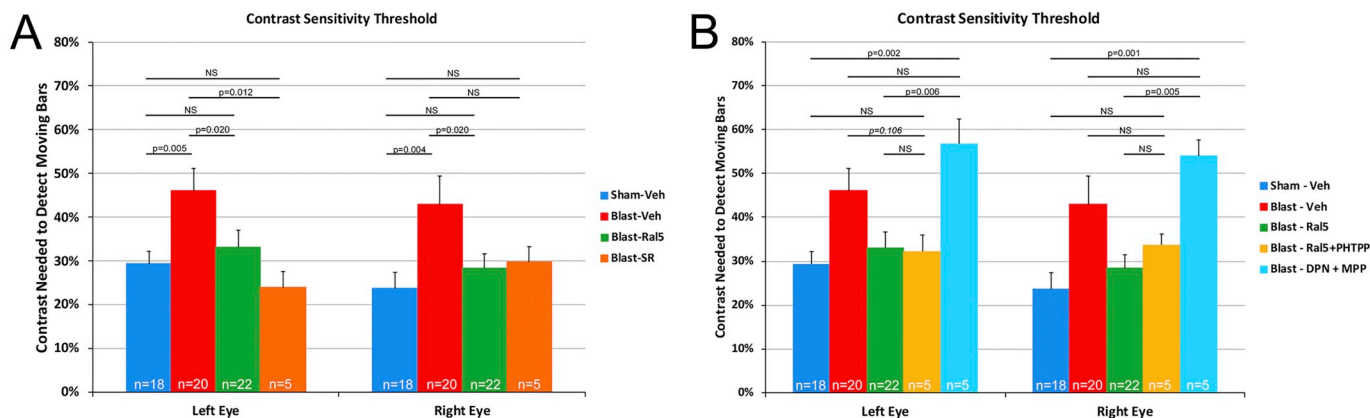 A
Contrast Sensitivity Threshold
Contrast Needed to Detect Moving Bars
80%
70%
60%
50%
40%
30%
20%
10%
0%
NS
NS
p=0.012
NS
NS
NS
p=0.020
p=0.020
p=0.005
p=0.004
n=18
n=20
n=22
n=5
n=18
n=20
n=22
n=5
Left Eye
Right Eye
Sham-Veh
Blast-Veh
Blast-Ral5
Blast-SR
B
Contrast Sensitivity Threshold
Contrast Needed to Detect Moving Bars
80%
70%
60%
50%
40%
30%
20%
10%
0%
p=0.002
p=0.001
NS
NS
p=0.006
p=0.005
NS
NS
p=0.106
NS
NS
NS
n=18
n=20
n=22
n=5
n=5
n=18
n=20
n=22
n=5
n=5
Left Eye
Right Eye
Sham - Veh
Blast - Veh
Blast - Ral5
Blast - Ral5+PHTPP
Blast - DPN + MPP